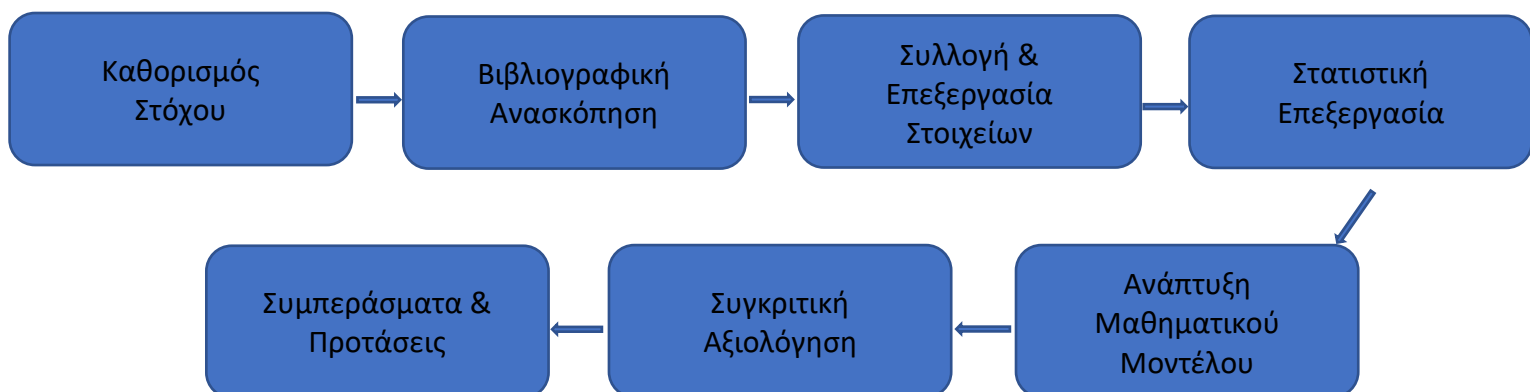 Καθορισμός
Στόχου
Βιβλιογραφική
Ανασκόπηση
Συλλογή &
Επεξεργασία
Στοιχείων
Στατιστική
Επεξεργασία
Ανάπτυξη
Μαθηματικού
Μοντέλου
Συγκριτική
Αξιολόγηση
Συμπεράσματα &
Προτάσεις